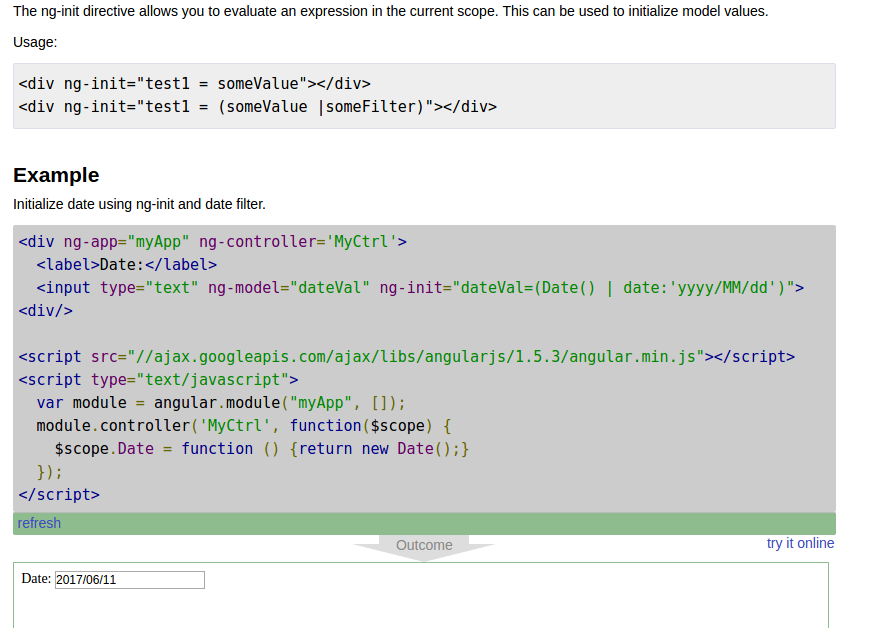 The ng-init directive allows you to evaluate an expression in the current scope. This can be used to initialize model values.
Usage:
<div ng-init="test1 = someValue"></div>
<div ng-init="test1 = (someValue |someFilter)"></div>
Example
Initialize date using ng-init and date filter.
<div ng-app="myApp" ng-controller='MyCtrl'>
  <label>Date:</label>
  <input type="text" ng-model="dateVal" ng-init="dateVal=(Date() | date:'yyyy/MM/dd')">
<div/>
<script src="//ajax.googleapis.com/ajax/libs/angularjs/1.5.3/angular.min.js"></script>
<script type="text/javascript">
  var module = angular.module("myApp", []);
  module.controller('MyCtrl', function($scope) {
    $scope.Date = function () {return new Date();}
  });
</script>
refresh
Outcome
try it online
Date: 2017/06/11